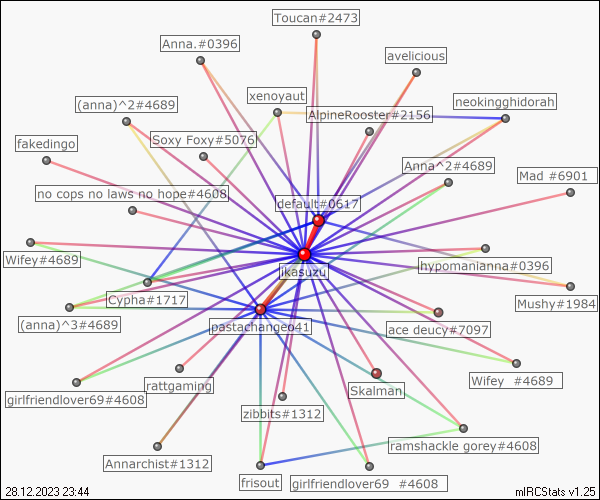 Toucan#2473
Anna.#0396
avelicious
xenoyaut
(anna)^2#4689
neokingghidorah
AlpineRooster#2156
fakedingo
Soxy Foxy#5076
Anna^2#4689
Mad #6901
no cops no laws no hope#4608
default#0617
Wifey#4689
ikasuzu
hypomanianna#0396
Cypha#1717
Mushy#1984
(anna)^3#4689
pastachangeo41
ace deucy#7097
rattgaming
Wifey #4689
girlfriendlover69#4608
Skalman
zibbits#1312
ramshackle gorey#4608
Annarchist#1312
frisout
girlfriendlover69 #4608
28.12.2023 23:44
mIRCStats v1.25